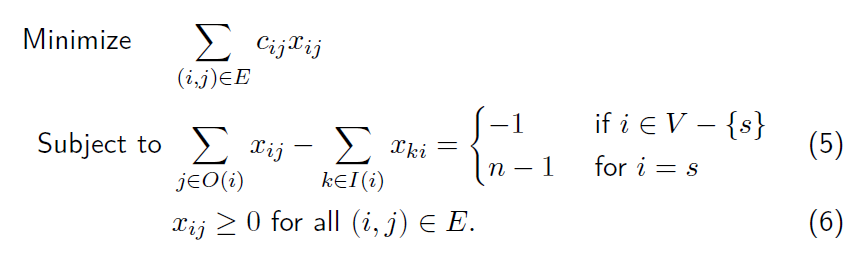 Minimize ∑_{(i,j)∈E} c_{ij}x_{ij}
Subject to ∑_{j∈O(i)} x_{ij} − ∑_{k∈I(i)} x_{ki} = { −1 if i ∈ V − {s}
n − 1 for i = s (5)
x_{ij} ≥ 0 for all (i, j) ∈ E. (6)